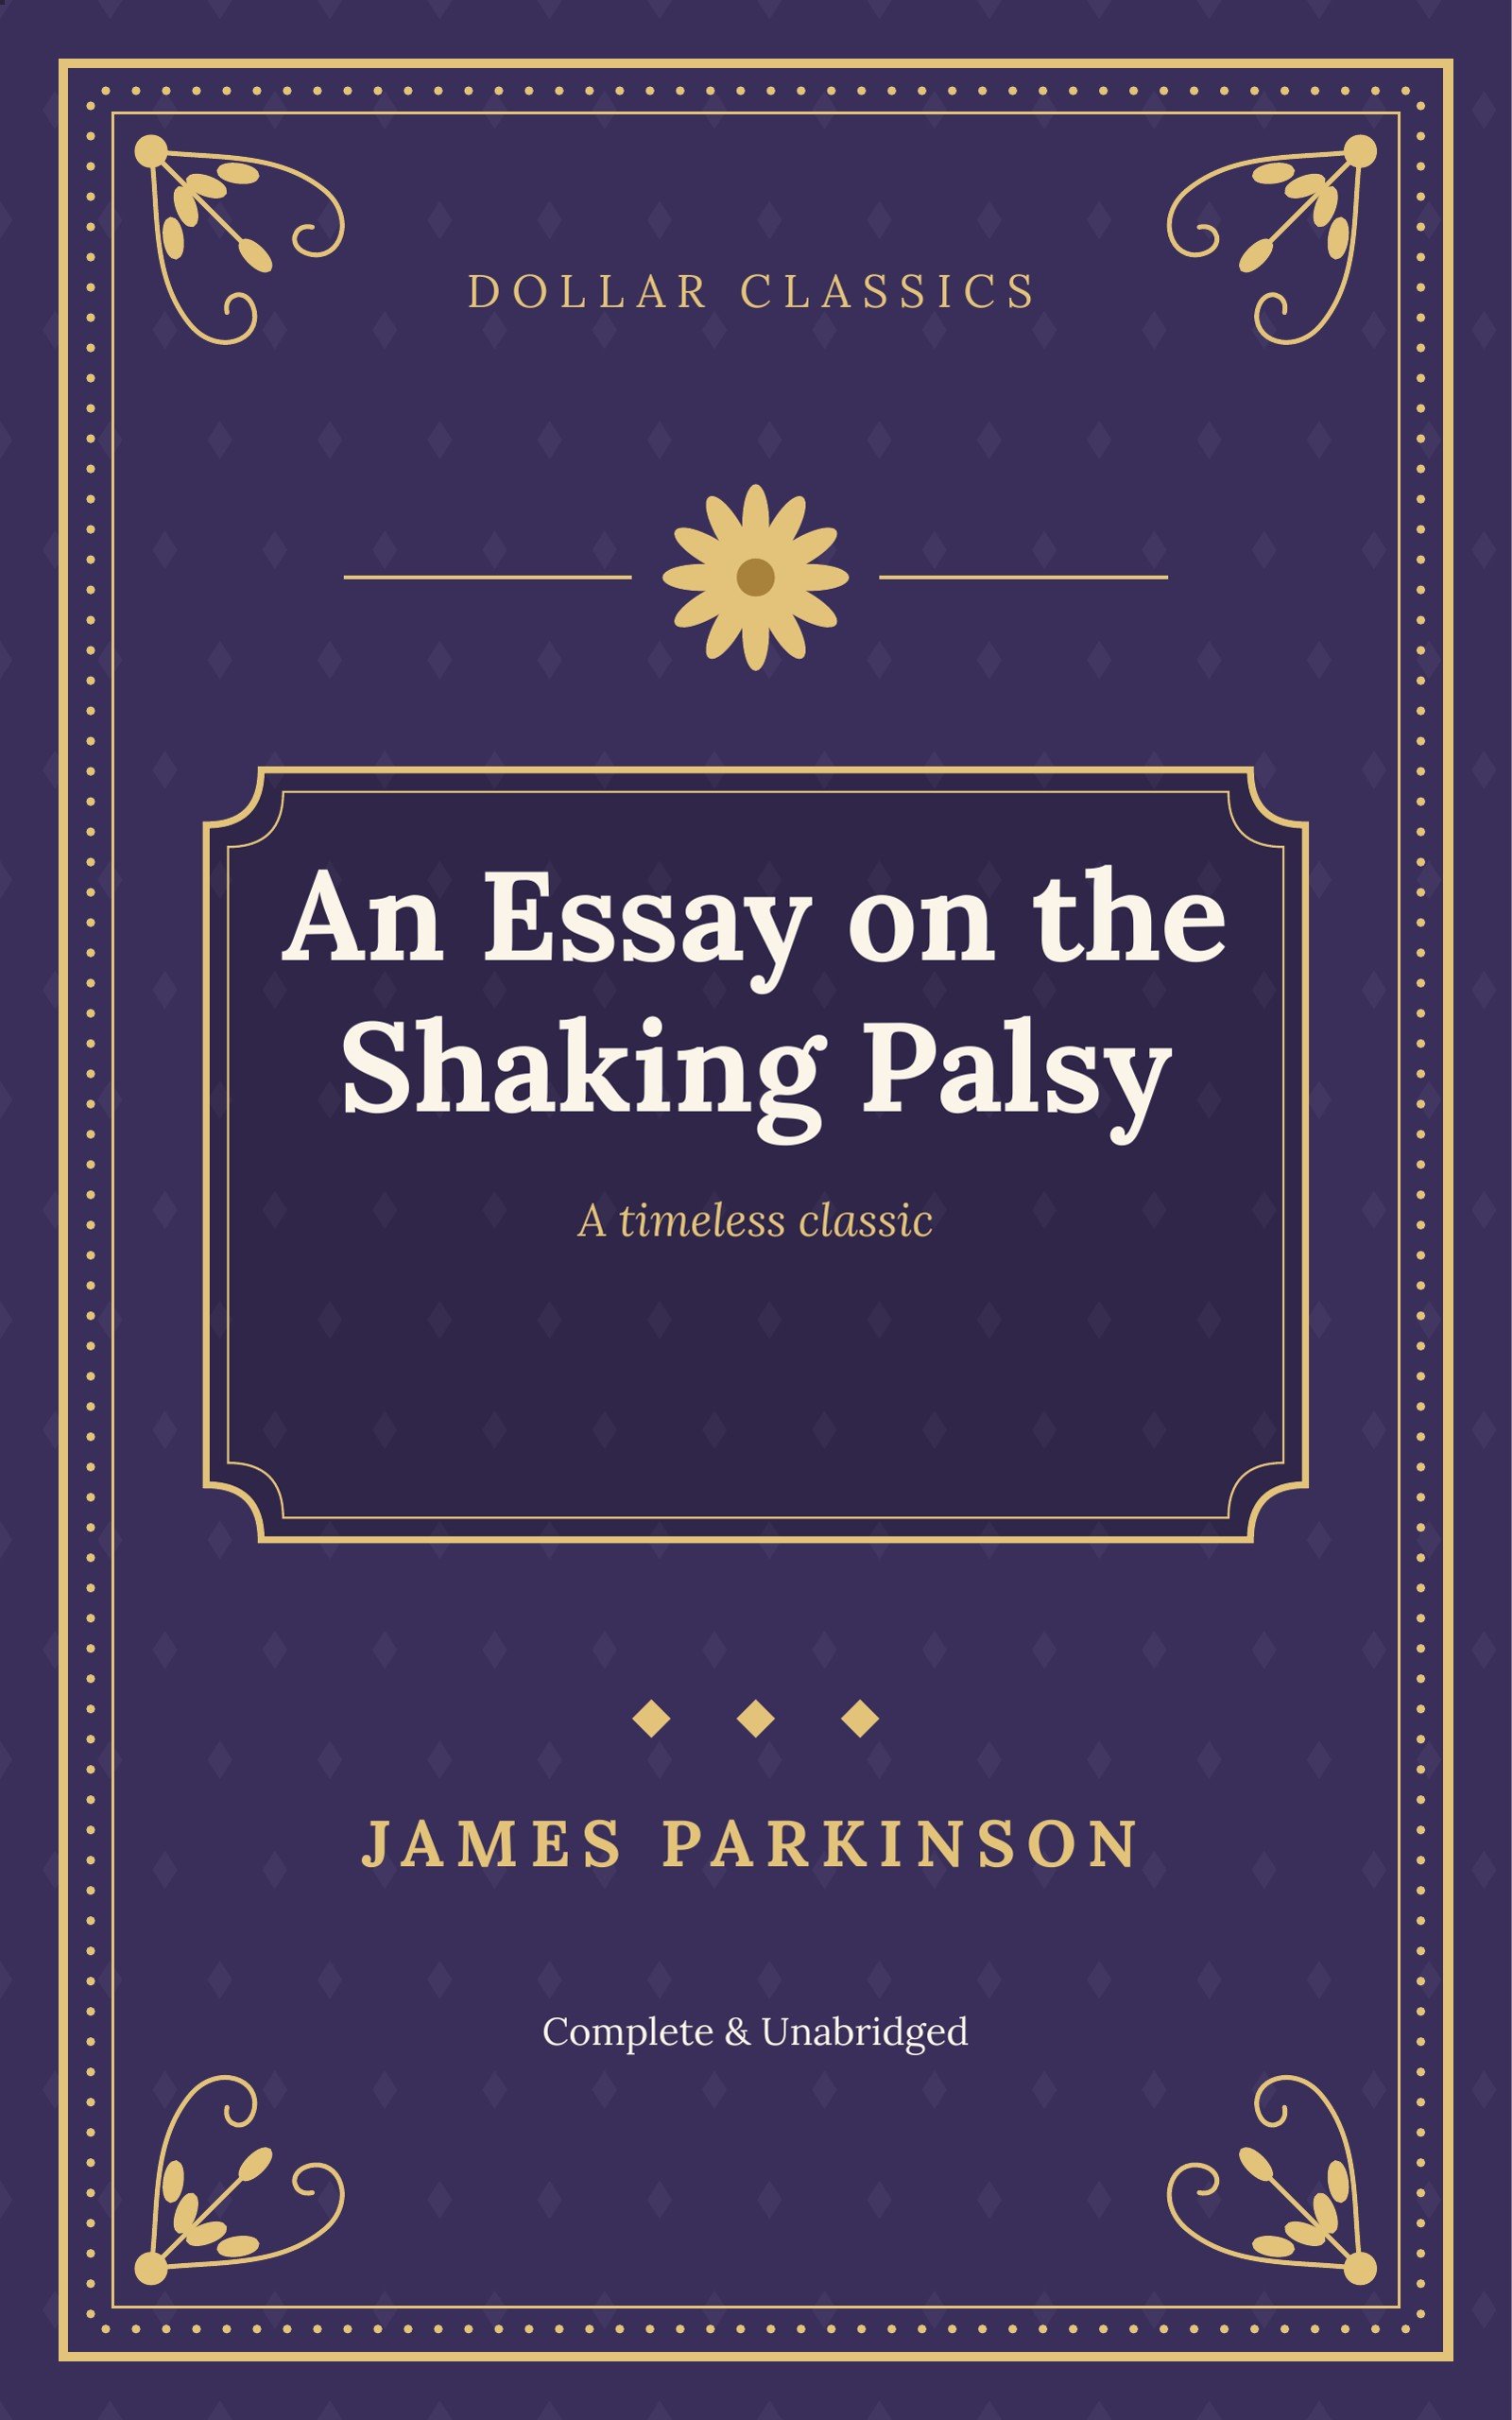 DOLLAR CLASSICS
An Essay on the
Shaking Palsy
A timeless classic
JAMES PARKINSON
Complete & Unabridged